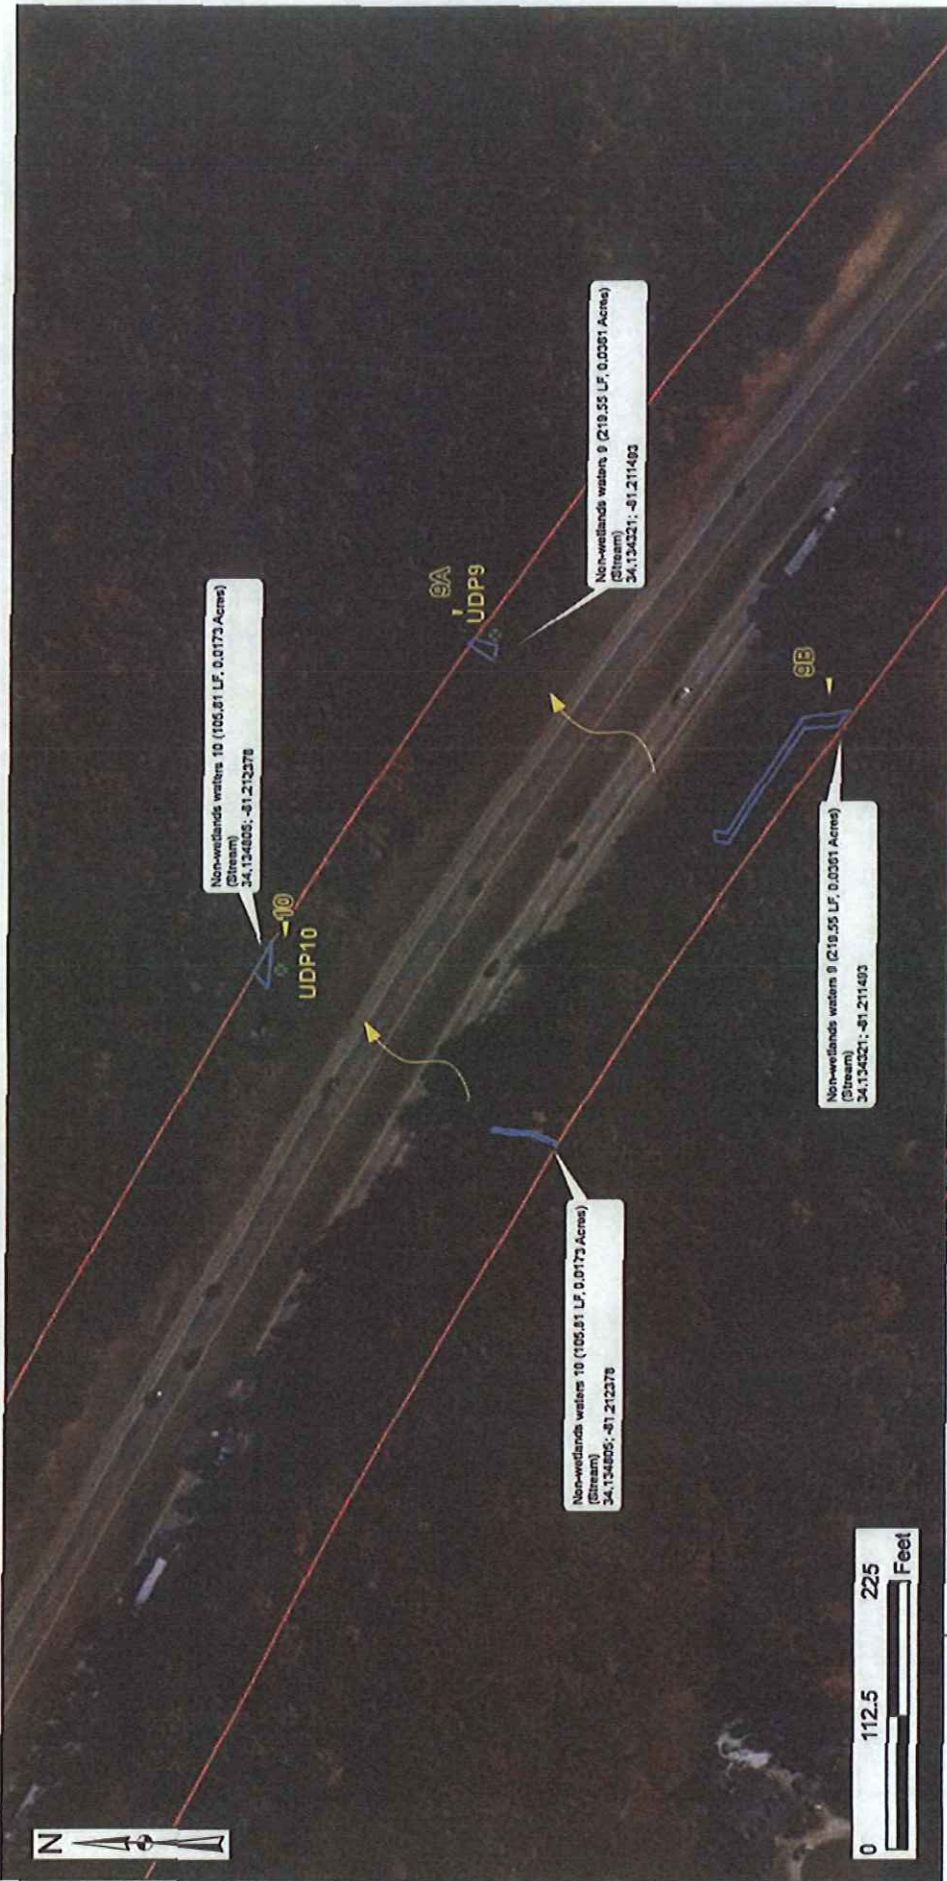 N
Non-wetlands waters 10 (105.81 LF, 0.0173 Acres)
(Stream)
34.134805; -81.212378
10
UDP10
9A
UDP9
Non-wetlands waters 9 (219.55 LF, 0.0361 Acres)
(Stream)
34.134321; -81.211493
Non-wetlands waters 10 (105.81 LF, 0.0173 Acres)
(Stream)
34.134805; -81.212378
9B
Non-wetlands waters 9 (219.55 LF, 0.0361 Acres)
(Stream)
34.134321; -81.211493
0 112.5 225
Feet